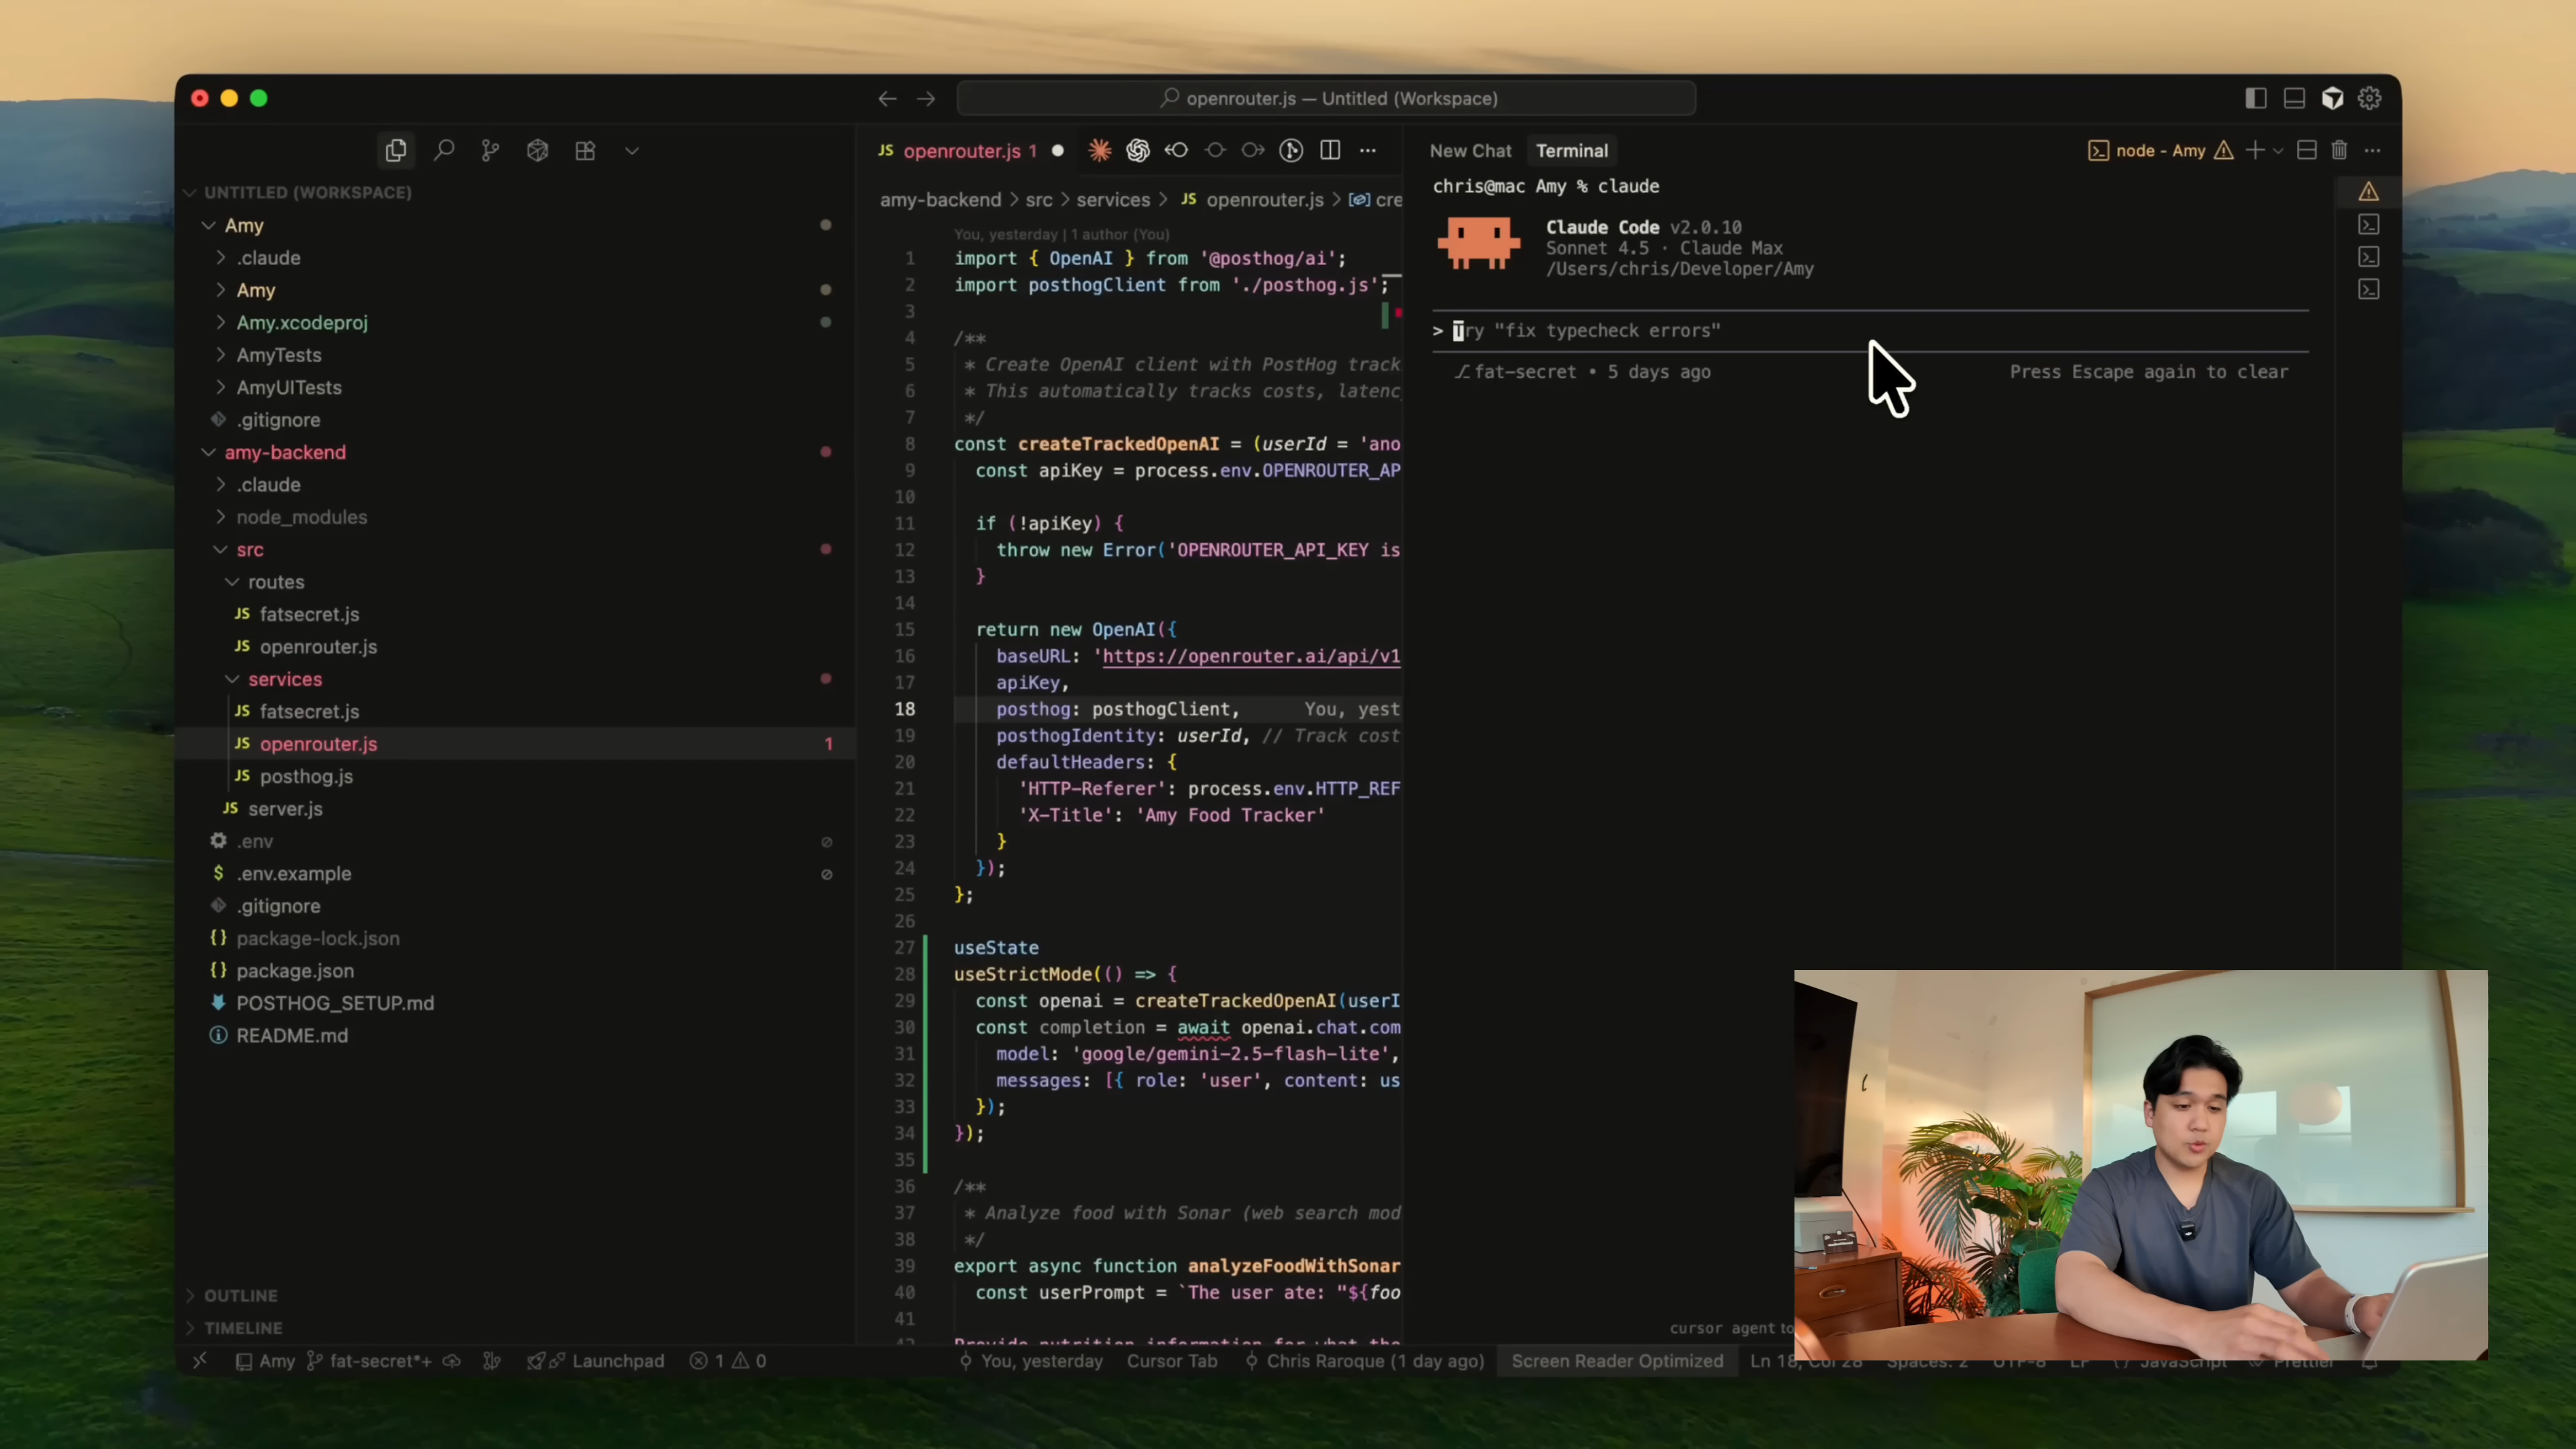 openrouter.js — Untitled (Workspace)
UNTITLED (WORKSPACE)
Amy
.claude
Amy
Amy.xcodeproj
AmyTests
AmyUITests
.gitignore
amy-backend
.claude
node_modules
src
routes
JS fatsecret.js
JS openrouter.js
services
JS fatsecret.js
JS openrouter.js 1
JS posthog.js
JS server.js
.env
$ .env.example
.gitignore
{} package-lock.json
{} package.json
POSTHOG_SETUP.md
README.md
OUTLINE
TIMELINE
JS openrouter.js 1
amy-backend > src > services > JS openrouter.js > cre
You, yesterday | 1 author (You)
1 import { OpenAI } from '@posthog/ai';
2 import posthogClient from './posthog.js';
3
4 /**
5 * Create OpenAI client with PostHog track
6 * This automatically tracks costs, latenc
7 */
8 const createTrackedOpenAI = (userId = 'ano
9 const apiKey = process.env.OPENROUTER_AP
10
11 if (!apiKey) {
12 throw new Error('OPENROUTER_API_KEY is
13 }
14
15 return new OpenAI({
16 baseURL: 'https://openrouter.ai/api/v1
17 apiKey,
18 posthog: posthogClient, You, yest
19 posthogIdentity: userId, // Track cost
20 defaultHeaders: {
21 'HTTP-Referer': process.env.HTTP_REF
22 'X-Title': 'Amy Food Tracker'
23 }
24 });
25 };
26
27 useState
28 useStrictMode(() => {
29 const openai = createTrackedOpenAI(userI
30 const completion = await openai.chat.com
31 model: 'google/gemini-2.5-flash-lite',
32 messages: [{ role: 'user', content: us
33 });
34 });
35
36 /**
37 * Analyze food with Sonar (web search mod
38 */
39 export async function analyzeFoodWithSonar
40 const userPrompt = `The user ate: "${foo
41
New Chat Terminal
node - Amy
chris@mac Amy % claude
Claude Code v2.0.10
Sonnet 4.5 · Claude Max
/Users/chris/Developer/Amy
> Try "fix typecheck errors"
fat-secret • 5 days ago
Press Escape again to clear
cursor agent to
Amy fat-secret*+ Launchpad 1 0 You, yesterday Cursor Tab Chris Raroque (1 day ago) Screen Reader Optimized Ln 18, Col 28 Spaces: 2 UTF-8 LF {} JavaScript Prettier